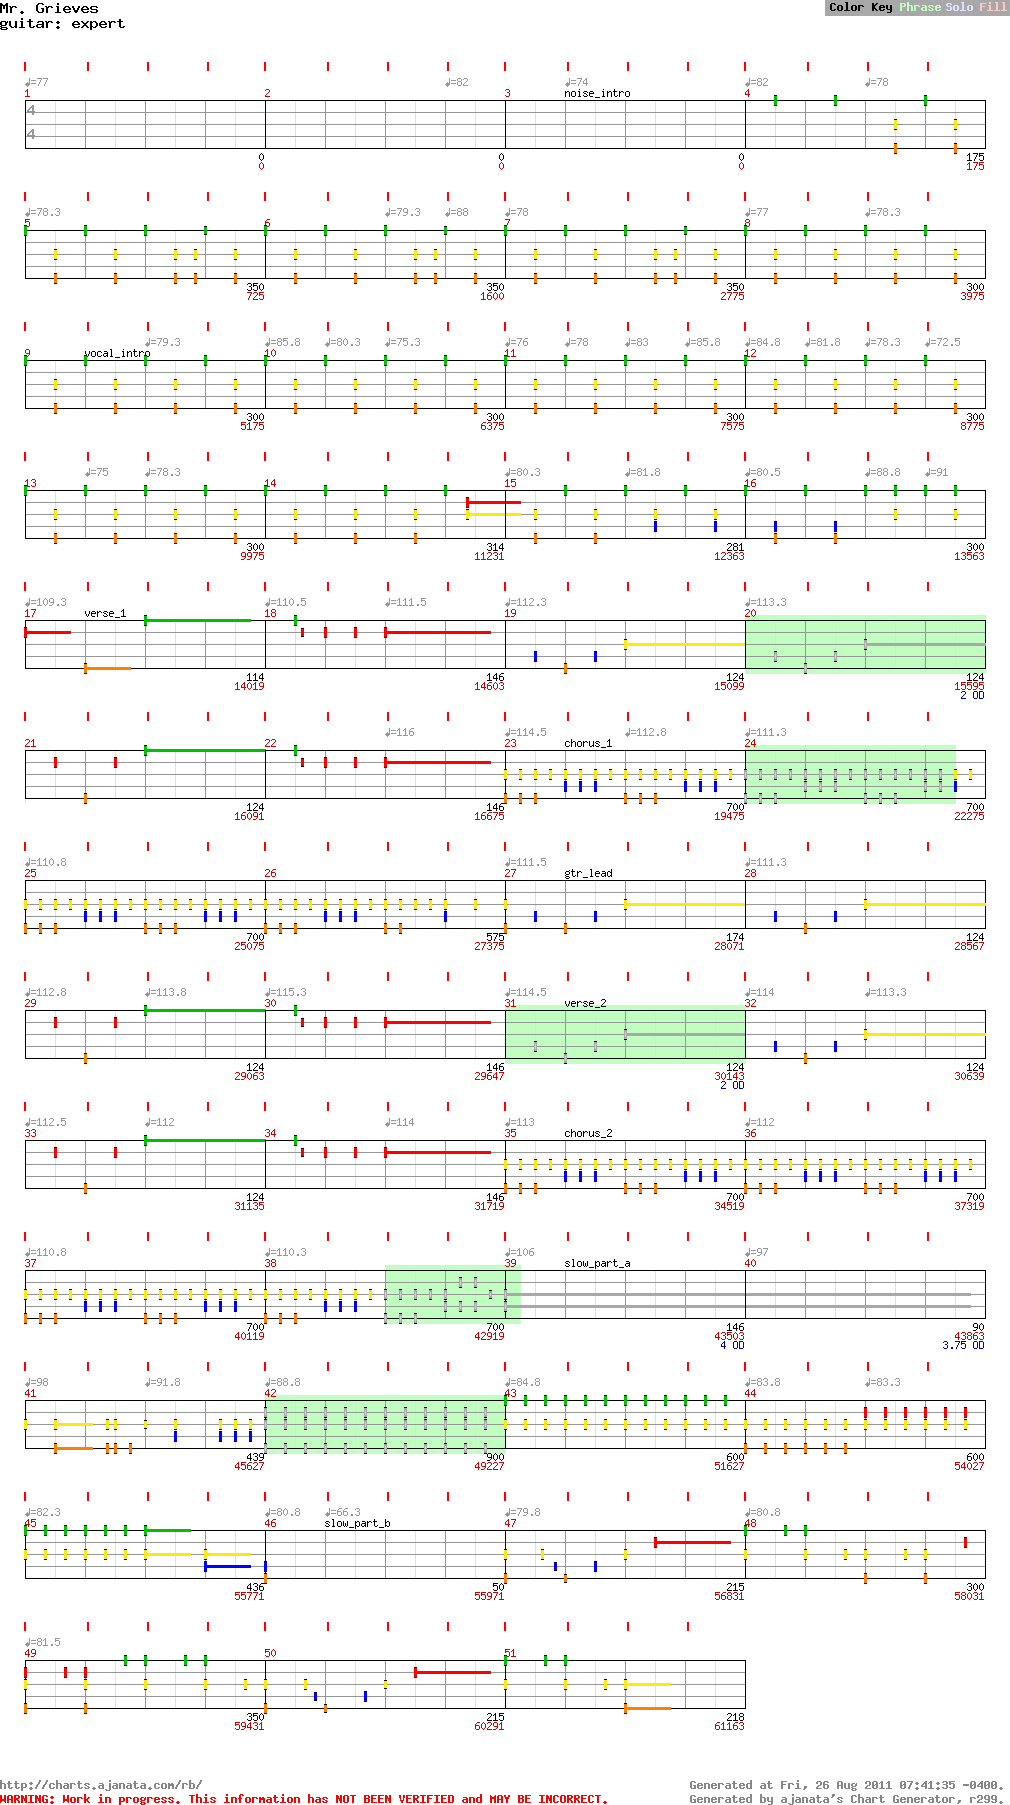 Mr. Grieves
Color Key Phrase Solo Fill
guitar: expert
♩=77 ♩=82 ♩=74 ♩=82 ♩=78
1 2 3 noise_intro 4
4
4
0 0 0 175
0 0 0 175
♩=78.3 ♩=79.3 ♩=88 ♩=78 ♩=77 ♩=78.3
5 6 7 8
350 350 350 300
725 1600 2775 3975
♩=79.3 ♩=85.8 ♩=80.3 ♩=75.3 ♩=76 ♩=78 ♩=83 ♩=85.8 ♩=84.8 ♩=81.8 ♩=78.3 ♩=72.5
9 vocal_intro 10 11 12
300 300 300 300
5175 6375 7575 8775
♩=75 ♩=78.3 ♩=80.3 ♩=81.8 ♩=80.5 ♩=88.8 ♩=91
13 14 15 16
300 314 281 300
9975 11231 12363 13563
♩=109.3 ♩=110.5 ♩=111.5 ♩=112.3 ♩=113.3
17 verse_1 18 19 20
114 146 124 124
14019 14603 15099 15595
2 OD
♩=116 ♩=114.5 ♩=112.8 ♩=111.3
21 22 23 chorus_1 24
124 146 700 700
16091 16675 19475 22275
♩=110.8 ♩=111.5 ♩=111.3
25 26 27 gtr_lead 28
700 575 174 124
25075 27375 28071 28567
♩=112.8 ♩=113.8 ♩=115.3 ♩=114.5 ♩=114 ♩=113.3
29 30 31 verse_2 32
124 146 124 124
29063 29647 30143 30639
2 OD
♩=112.5 ♩=112 ♩=114 ♩=113 ♩=112
33 34 35 chorus_2 36
124 146 700 700
31135 31719 34519 37319
♩=110.8 ♩=110.3 ♩=106 ♩=97
37 38 39 slow_part_a 40
700 700 146 90
40119 42919 43503 43863
4 OD 3.75 OD
♩=98 ♩=91.8 ♩=88.8 ♩=84.8 ♩=83.8 ♩=83.3
41 42 43 44
439 900 600 600
45627 49227 51627 54027
♩=82.3 ♩=80.8 ♩=66.3 ♩=79.8 ♩=80.8
45 46 slow_part_b 47 48
436 50 215 300
55771 55971 56831 58031
♩=81.5
49 50 51
350 215 218
59431 60291 61163
http://charts.ajanata.com/rb/
Generated at Fri, 26 Aug 2011 07:41:35 -0400.
WARNING: Work in progress. This information has NOT BEEN VERIFIED and MAY BE INCORRECT.
Generated by ajanata's Chart Generator, r299.